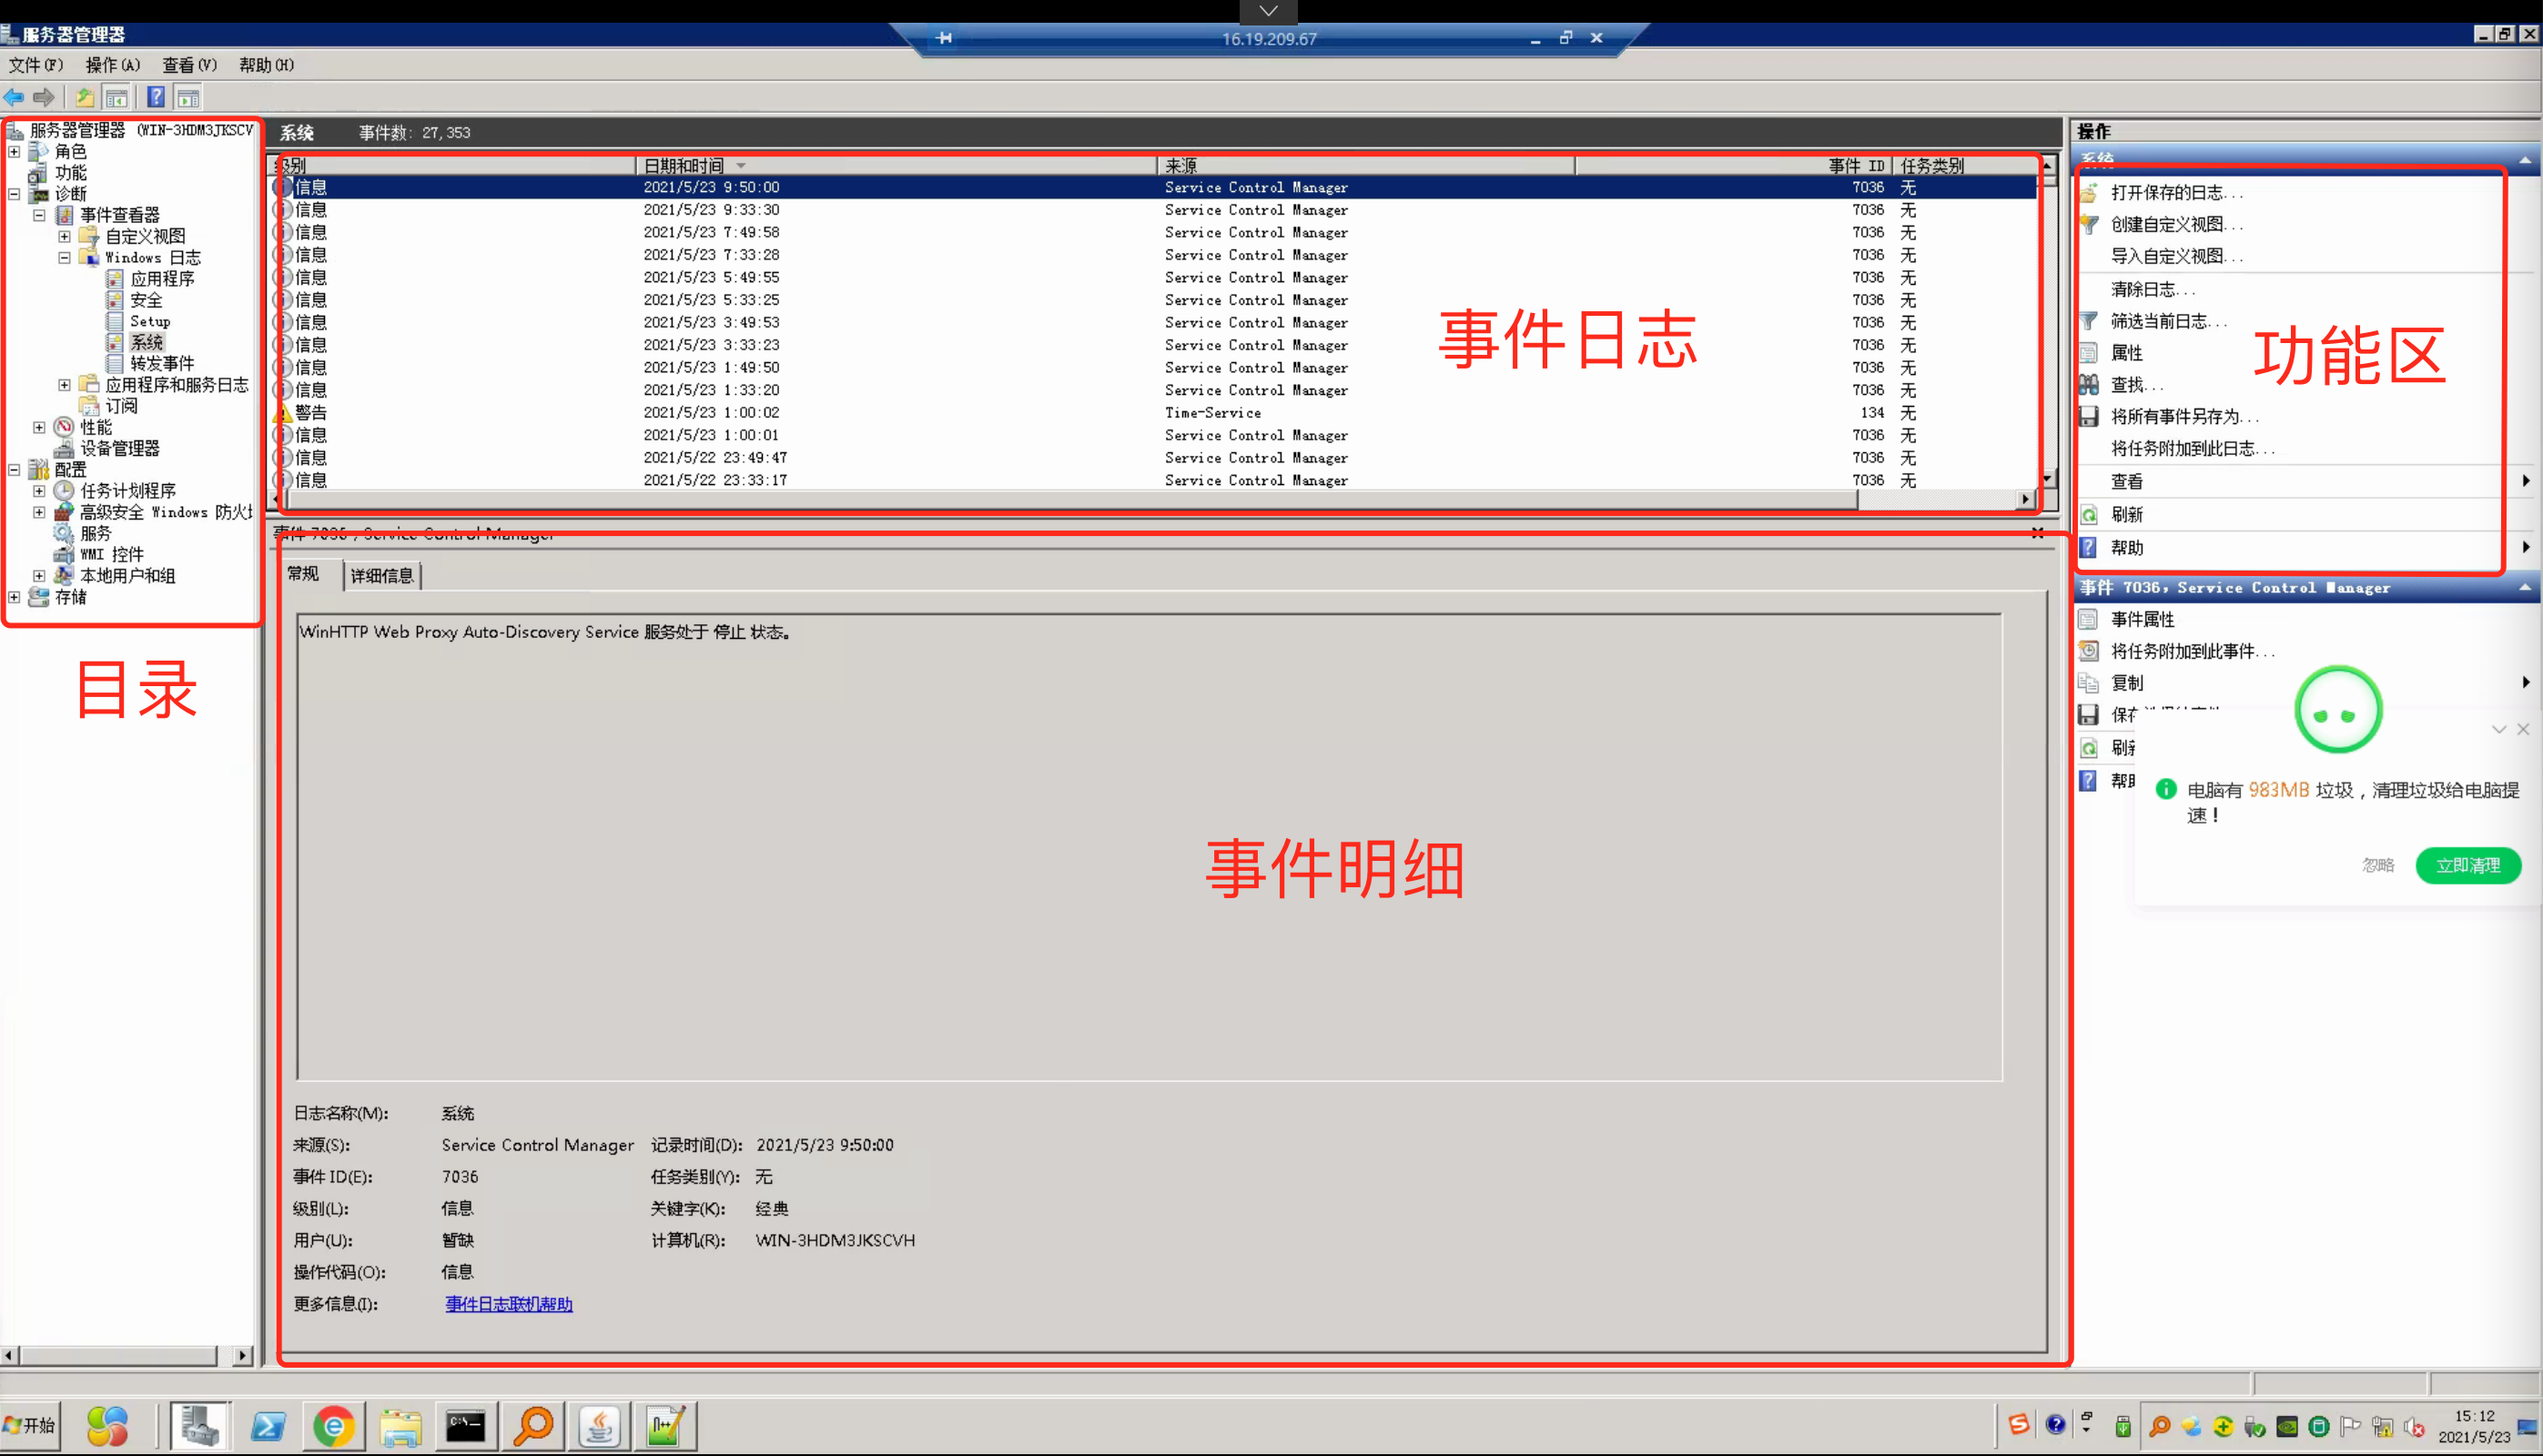 服务器管理器
16.19.209.67
文件(F) 操作(A) 查看(V) 帮助(H)
服务器管理器 (WIN-3HDM3JKSCV
角色
功能
诊断
事件查看器
自定义视图
Windows 日志
应用程序
安全
Setup
系统
转发事件
应用程序和服务日志
订阅
性能
设备管理器
配置
任务计划程序
高级安全 Windows 防火
服务
WMI 控件
本地用户和组
存储
目录
系统 事件数: 27,353
级别 日期和时间 来源 事件 ID 任务类别
信息 2021/5/23 9:50:00 Service Control Manager 7036 无
信息 2021/5/23 9:33:30 Service Control Manager 7036 无
信息 2021/5/23 7:49:58 Service Control Manager 7036 无
信息 2021/5/23 7:33:28 Service Control Manager 7036 无
信息 2021/5/23 5:49:55 Service Control Manager 7036 无
信息 2021/5/23 5:33:25 Service Control Manager 7036 无
信息 2021/5/23 3:49:53 Service Control Manager 7036 无
信息 2021/5/23 3:33:23 Service Control Manager 7036 无
信息 2021/5/23 1:49:50 Service Control Manager 7036 无
信息 2021/5/23 1:33:20 Service Control Manager 7036 无
警告 2021/5/23 1:00:02 Time-Service 134 无
信息 2021/5/23 1:00:01 Service Control Manager 7036 无
信息 2021/5/22 23:49:47 Service Control Manager 7036 无
信息 2021/5/22 23:33:17 Service Control Manager 7036 无
事件日志
事件 7036, Service Control Manager
常规 详细信息
WinHTTP Web Proxy Auto-Discovery Service 服务处于 停止 状态。
事件明细
日志名称(M): 系统
来源(S): Service Control Manager 记录时间(D): 2021/5/23 9:50:00
事件 ID(E): 7036 任务类别(Y): 无
级别(L): 信息 关键字(K): 经典
用户(U): 暂缺 计算机(R): WIN-3HDM3JKSCVH
操作代码(O): 信息
更多信息(I): 事件日志联机帮助
操作
系统
打开保存的日志...
创建自定义视图...
导入自定义视图...
清除日志...
筛选当前日志...
属性
查找...
将所有事件另存为...
将任务附加到此日志...
查看
刷新
帮助
功能区
事件 7036, Service Control Manager
事件属性
将任务附加到此事件...
复制
保存
刷新
帮助
电脑有 983MB 垃圾，清理垃圾给电脑提
速！
忽略 立即清理
开始
15:12
2021/5/23